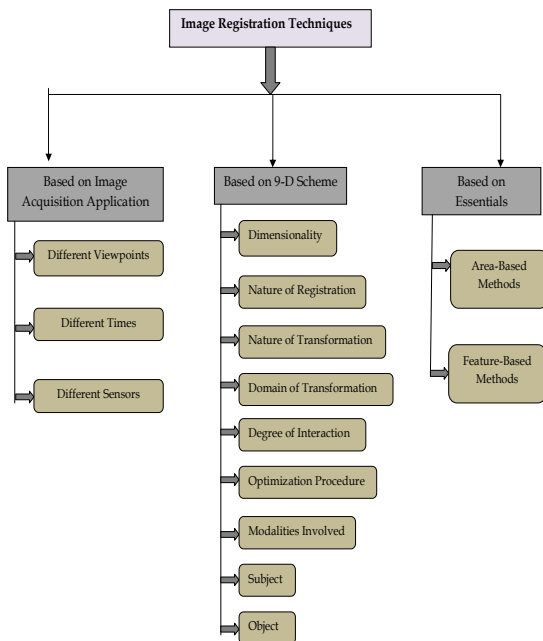 Image Registration Techniques
Based on Image
Acquisition Application
Different Viewpoints
Different Times
Different Sensors
Based on 9-D Scheme
Dimensionality
Nature of Registration
Nature of Transformation
Domain of Transformation
Degree of Interaction
Optimization Procedure
Modalities Involved
Subject
Object
Based on
Essentials
Area-Based
Methods
Feature-Based
Methods